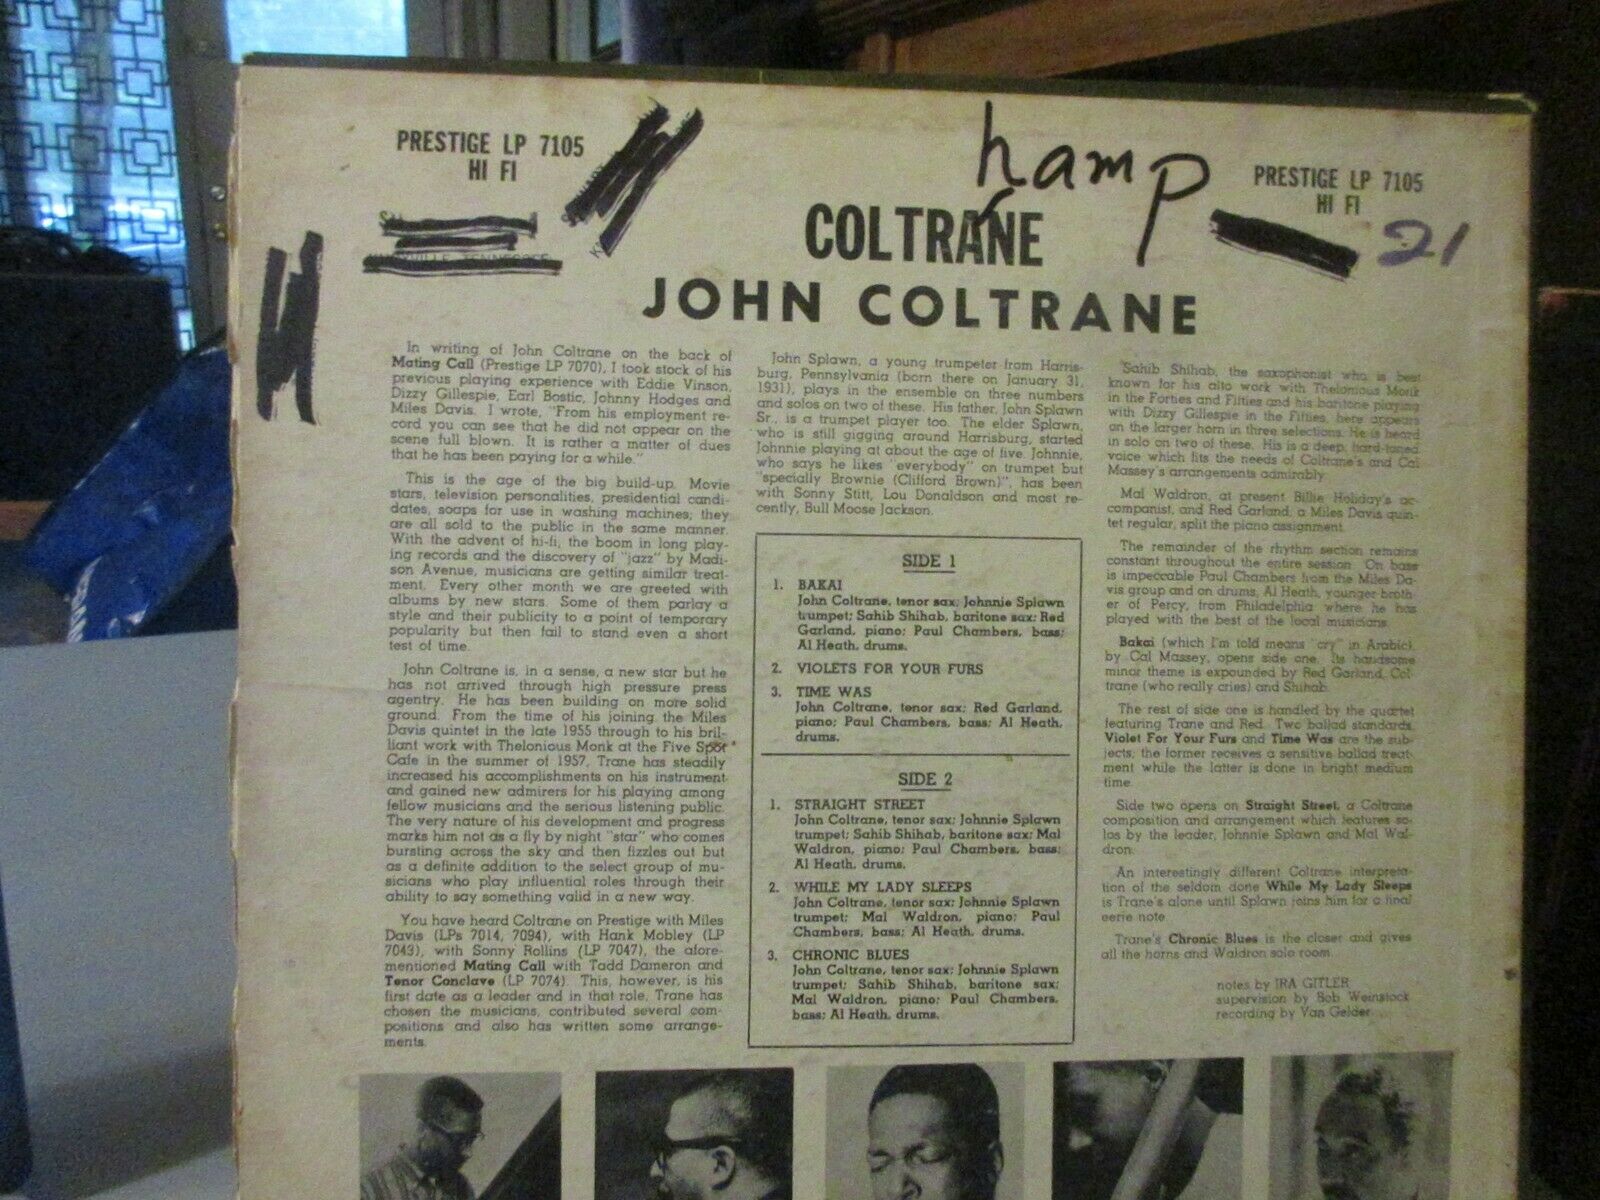 PRESTIGE LP 7105
HI FI
hamp
PRESTIGE LP 7105
HI FI
21
COLTRANE
JOHN COLTRANE
In writing of John Coltrane on the back of
Mating Call (Prestige LP 7070), I took stock of his
previous playing experience with Eddie Vinson,
Dizzy Gillespie, Earl Bostic, Johnny Hodges and
Miles Davis. I wrote, "From his employment re-
cord you can see that he did not appear on the
scene full blown. It is rather a matter of dues
that he has been paying for a while."
This is the age of the big build-up. Movie
stars, television personalities, presidential candi-
dates, soaps for use in washing machines; they
are all sold to the public in the same manner.
With the advent of hi-fi, the boom in long play-
ing records and the discovery of "jazz" by Madi-
son Avenue, musicians are getting similar treat-
ment. Every other month we are greeted with
albums by new stars. Some of them parlay a
style and their publicity to a point of temporary
popularity but then fail to stand even a short
test of time.
John Coltrane is, in a sense, a new star but he
has not arrived through high pressure press
agentry. He has been building on more solid
ground. From the time of his joining the Miles
Davis quintet in the late 1955 through to his bril-
liant work with Thelonious Monk at the Five Spot
Cafe in the summer of 1957, Trane has steadily
increased his accomplishments on his instrument
and gained new admirers for his playing among
fellow musicians and the serious listening public.
The very nature of his development and progress
marks him not as a fly by night "star" who comes
bursting across the sky and then fizzles out but
as a definite addition to the select group of mu-
sicians who play influential roles through their
ability to say something valid in a new way.
You have heard Coltrane on Prestige with Miles
Davis (LPs 7014, 7094), with Hank Mobley (LP
7043), with Sonny Rollins (LP 7047), the afore-
mentioned Mating Call with Tadd Dameron and
Tenor Conclave (LP 7074). This, however, is his
first date as a leader and in that role, Trane has
chosen the musicians, contributed several com-
positions and also has written some arrange-
ments.
John Splawn, a young trumpeter from Harris-
burg, Pennsylvania (born there on January 31,
1931), plays in the ensemble on three numbers
and solos on two of these. His father, John Splawn
Sr., is a trumpet player too. The elder Splawn,
who is still gigging around Harrisburg, started
Johnnie playing at about the age of five. Johnnie,
who says he likes "everybody" on trumpet but
"specially Brownie (Clifford Brown)", has been
with Sonny Stitt, Lou Donaldson and most re-
cently, Bull Moose Jackson.
SIDE 1
1. BAKAI
John Coltrane, tenor sax; Johnnie Splawn
trumpet; Sahib Shihab, baritone sax; Red
Garland, piano; Paul Chambers, bass;
Al Heath, drums.
2. VIOLETS FOR YOUR FURS
3. TIME WAS
John Coltrane, tenor sax; Red Garland,
piano; Paul Chambers, bass; Al Heath,
drums.
SIDE 2
1. STRAIGHT STREET
John Coltrane, tenor sax; Johnnie Splawn
trumpet; Sahib Shihab, baritone sax; Mal
Waldron, piano; Paul Chambers, bass;
Al Heath, drums.
2. WHILE MY LADY SLEEPS
John Coltrane, tenor sax; Johnnie Splawn
trumpet; Mal Waldron, piano; Paul
Chambers, bass; Al Heath, drums.
3. CHRONIC BLUES
John Coltrane, tenor sax; Johnnie Splawn
trumpet; Sahib Shihab, baritone sax;
Mal Waldron, piano; Paul Chambers,
bass; Al Heath, drums.
Sahib Shihab, the saxophonist who is best
known for his alto work with Thelonious Monk
in the Forties and Fifties and his baritone playing
with Dizzy Gillespie in the Fifties, here appears
on the larger horn in three selections. He is heard
in solo on two of these. His is a deep, hard-toned
voice which fits the needs of Coltrane's and Cal
Massey's arrangements admirably.
Mal Waldron, at present Billie Holiday's ac-
companist, and Red Garland, a Miles Davis quin-
tet regular, split the piano assignment.
The remainder of the rhythm section remains
constant throughout the entire session. On bass
is impeccable Paul Chambers from the Miles Da-
vis group and on drums, Al Heath, younger broth-
er of Percy, from Philadelphia where he has
played with the best of the local musicians.
Bakai (which I'm told means "cry" in Arabic),
by Cal Massey, opens side one. Its handsome
minor theme is expounded by Red Garland, Col-
trane (who really cries) and Shihab.
The rest of side one is handled by the quartet
featuring Trane and Red. Two ballad standards,
Violet For Your Furs and Time Was are the sub-
jects; the former receives a sensitive ballad treat-
ment while the latter is done in bright medium
time.
Side two opens on Straight Street, a Coltrane
composition and arrangement which features so-
los by the leader, Johnnie Splawn and Mal Wal-
dron.
An interestingly different Coltrane interpreta-
tion of the seldom done While My Lady Sleeps
is Trane's alone until Splawn joins him for a final
eerie note.
Trane's Chronic Blues is the closer and gives
all the horns and Waldron solo room.
notes by IRA GITLER
supervision by Bob Weinstock
recording by Van Gelder